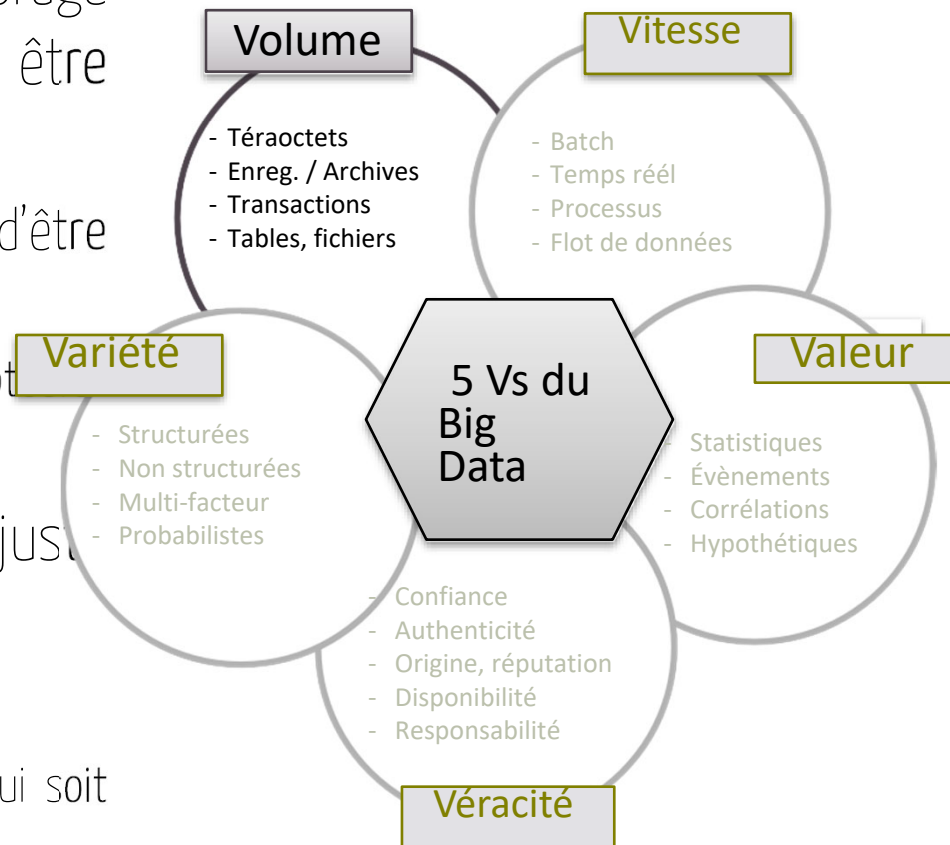 être
d'être
soit
Volume
- Téraoctets
- Enreg. / Archives
- Transactions
- Tables, fichiers
Vitesse
- Batch
- Temps réél
- Processus
- Flot de données
Variété
- Structurées
- Non structurées
- Multi-facteur
- Probabilistes
5 Vs du
Big
Data
Valeur
- Statistiques
- Évènements
- Corrélations
- Hypothétiques
- Confiance
- Authenticité
- Origine, réputation
- Disponibilité
- Responsabilité
Véracité